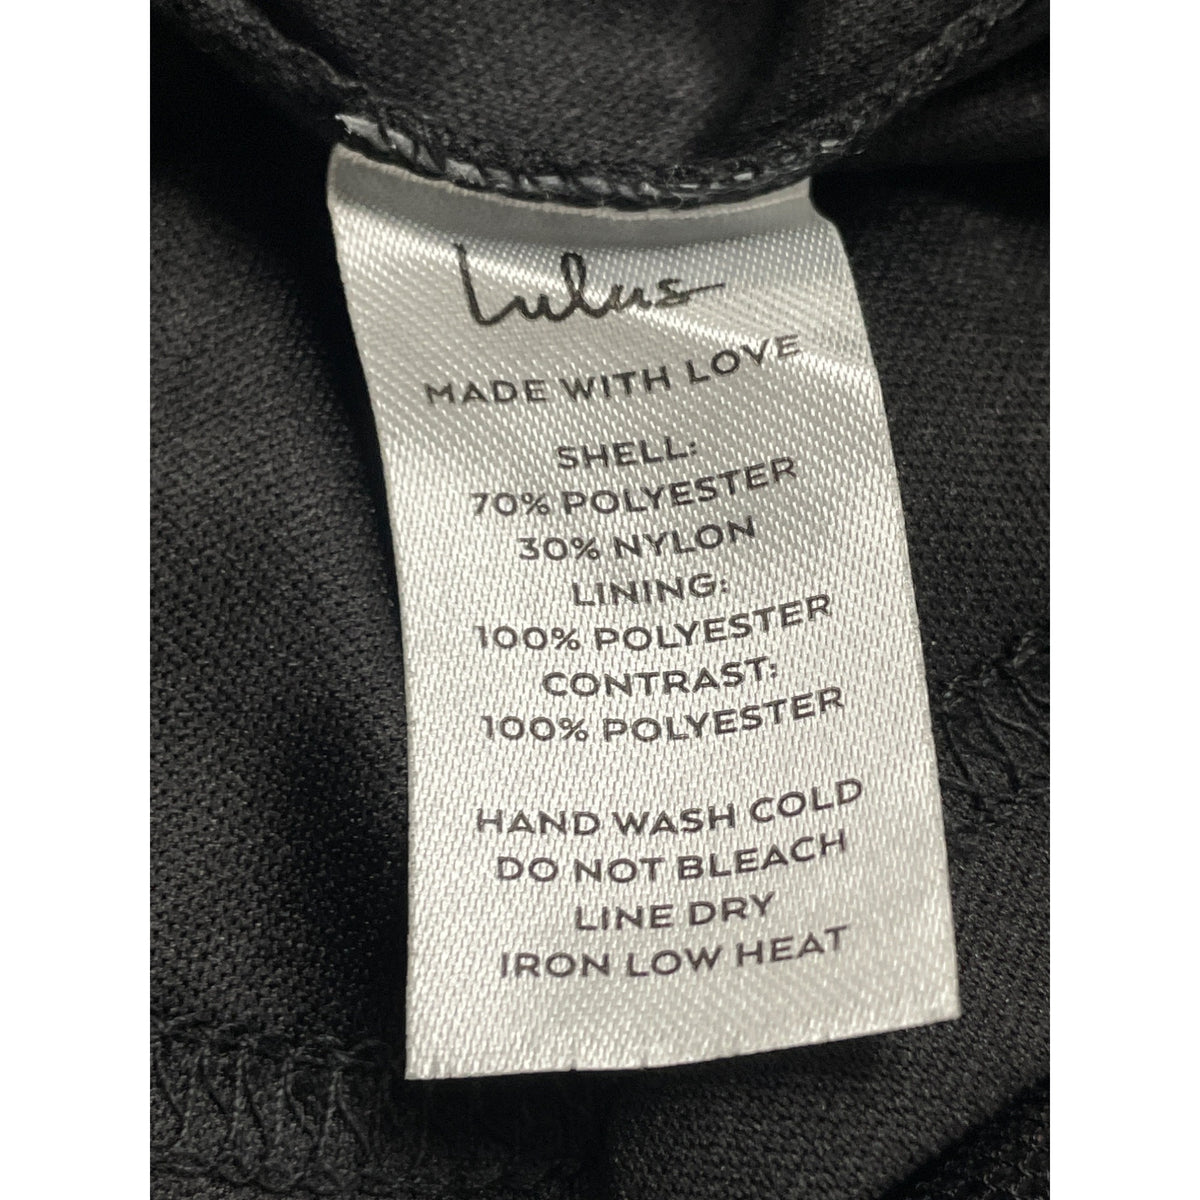 Lulus
MADE WITH LOVE
SHELL:
70% POLYESTER
30% NYLON
LINING:
100% POLYESTER
CONTRAST:
100% POLYESTER
HAND WASH COLD
DO NOT BLEACH
LINE DRY
IRON LOW HEAT